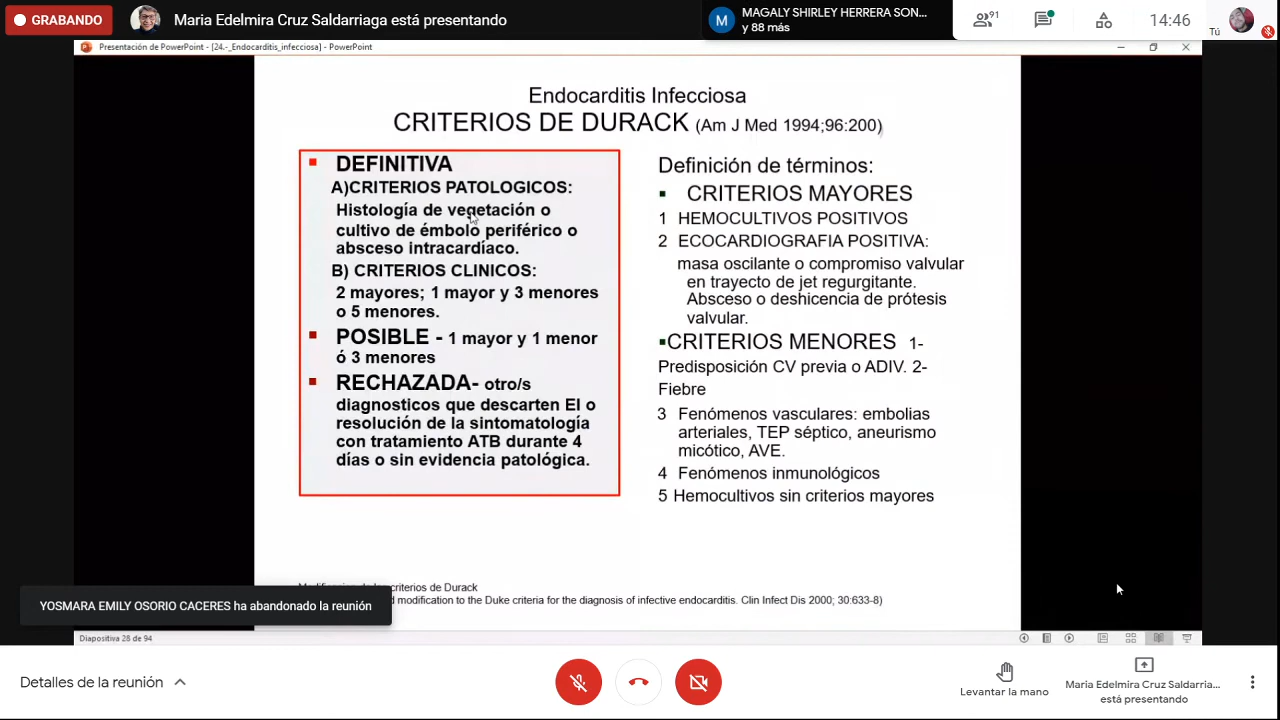 GRABANDO
Maria Edelmira Cruz Saldarriaga está presentando
M
MAGALY SHIRLEY HERRERA SON...
y 88 más
91
14:46
Tú
Presentación de PowerPoint - [24.-_Endocarditis_infecciosa] - PowerPoint
Endocarditis Infecciosa
CRITERIOS DE DURACK (Am J Med 1994;96:200)
DEFINITIVA
A)CRITERIOS PATOLOGICOS:
Histología de vegetación o
cultivo de émbolo periférico o
absceso intracardíaco.
B) CRITERIOS CLINICOS:
2 mayores; 1 mayor y 3 menores
o 5 menores.
POSIBLE - 1 mayor y 1 menor
ó 3 menores
RECHAZADA- otro/s
diagnosticos que descarten EI o
resolución de la sintomatología
con tratamiento ATB durante 4
días o sin evidencia patológica.
Definición de términos:
CRITERIOS MAYORES
1 HEMOCULTIVOS POSITIVOS
2 ECOCARDIOGRAFIA POSITIVA:
masa oscilante o compromiso valvular
en trayecto de jet regurgitante.
Absceso o deshicencia de prótesis
valvular.
CRITERIOS MENORES 1-
Predisposición CV previa o ADIV. 2-
Fiebre
3 Fenómenos vasculares: embolias
arteriales, TEP séptico, aneurismo
micótico, AVE.
4 Fenómenos inmunológicos
5 Hemocultivos sin criterios mayores
criterios de Durack
modification to the Duke criteria for the diagnosis of infective endocarditis. Clin Infect Dis 2000; 30:633-8)
YOSMARA EMILY OSORIO CACERES ha abandonado la reunión
Diapositiva 28 de 94
Detalles de la reunión
Levantar la mano
Maria Edelmira Cruz Saldarria...
está presentando